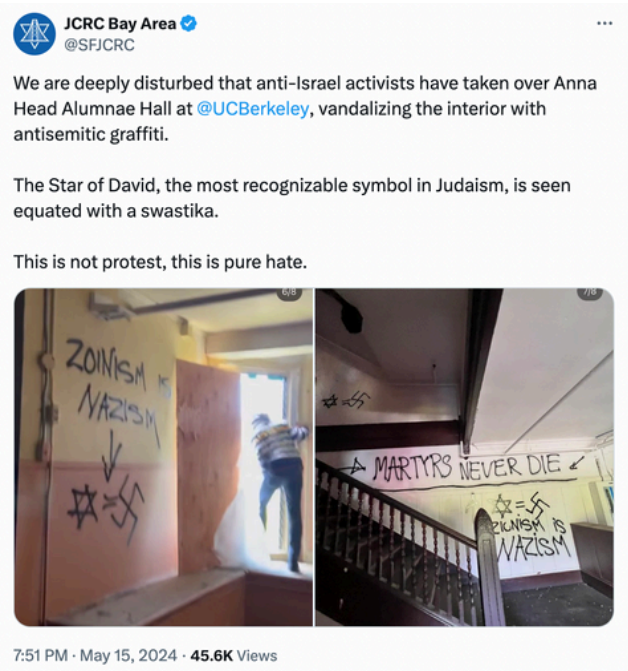 JCRC Bay Area
@SFJCRC
We are deeply disturbed that anti-Israel activists have taken over Anna
Head Alumnae Hall at @UCBerkeley, vandalizing the interior with
antisemitic graffiti.
The Star of David, the most recognizable symbol in Judaism, is seen
equated with a swastika.
This is not protest, this is pure hate.
6/8
7/8
ZOINISM IS
NAZISM
MARTYRS NEVER DIE
ZIONISM IS
NAZISM
7:51 PM · May 15, 2024 · 45.6K Views